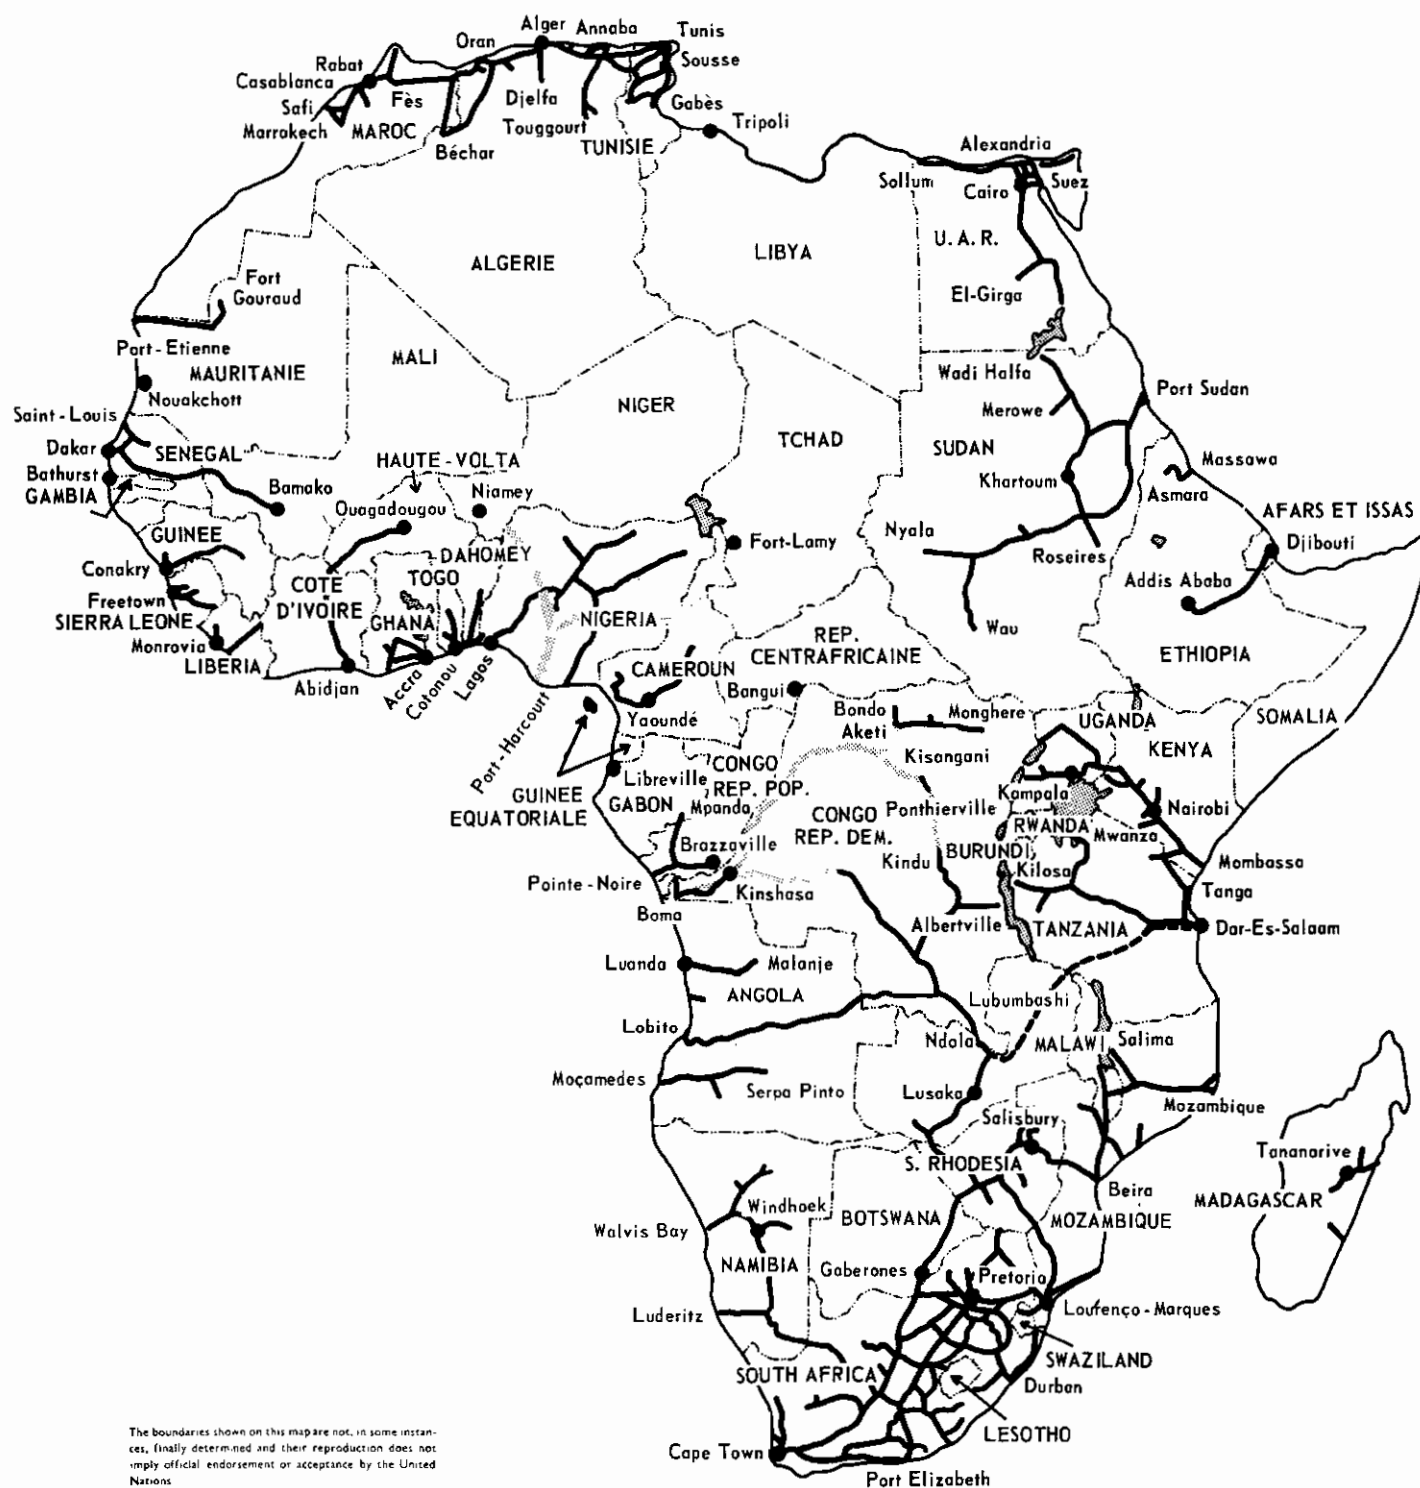 Alger
Annaba
Tunis
Oran
Sousse
Rabat
Casablanca
Fès
Djelfa
Gabès
Safi
Marrakech
MAROC
Touggourt
Tripoli
Béchar
TUNISIE
Alexandria
Sollum
Cairo
Suez
U. A. R.
LIBYA
ALGERIE
Fort
Gouraud
El-Girga
Port-Etienne
MALI
MAURITANIE
Wadi Halfa
Nouakchott
Port Sudan
NIGER
Merowe
Saint-Louis
TCHAD
SUDAN
Dakar
SENEGAL
HAUTE-VOLTA
Massawa
Bathurst
GAMBIA
Bamako
Niamey
Khartoum
Asmara
Ouagadougou
AFARS ET ISSAS
GUINEE
Nyala
Djibouti
DAHOMEY
Fort-Lamy
Roseires
Conakry
COTE
D'IVOIRE
TOGO
Addis Ababa
Freetown
SIERRA LEONE
GHANA
NIGERIA
Wau
REP.
CENTRAFRICAINE
Monrovia
LIBERIA
ETHIOPIA
CAMEROUN
Abidjan
Accra
Cotonou
Lagos
Port-Harcourt
Bangui
Yaoundé
Bondo
Aketi
Monghere
UGANDA
SOMALIA
KENYA
Kisangani
CONGO
REP. POP.
Libreville
GUINEE
EQUATORIALE
GABON
Mpanda
Kampala
Ponthierville
CONGO
REP. DEM.
Nairobi
RWANDA
Mwanza
Brazzaville
Kindu
BURUNDI
Kilosa
Mombassa
Pointe-Noire
Kinshasa
Tanga
Boma
Albertville
TANZANIA
Dar-Es-Salaam
Luanda
Malanje
ANGOLA
Lubumbashi
Lobito
Ndola
MALAWI
Salima
Moçamedes
Serpa Pinto
Lusaka
Mozambique
Salisbury
Tananarive
S. RHODESIA
Beira
MADAGASCAR
Windhoek
BOTSWANA
MOZAMBIQUE
Walvis Bay
NAMIBIA
Gaberones
Pretoria
Luderitz
Lourenço-Marques
SWAZILAND
SOUTH AFRICA
Durban
LESOTHO
Cape Town
Port Elizabeth
The boundaries shown on this map are not, in some instan-
ces, finally determined and their reproduction does not
imply official endorsement or acceptance by the United
Nations